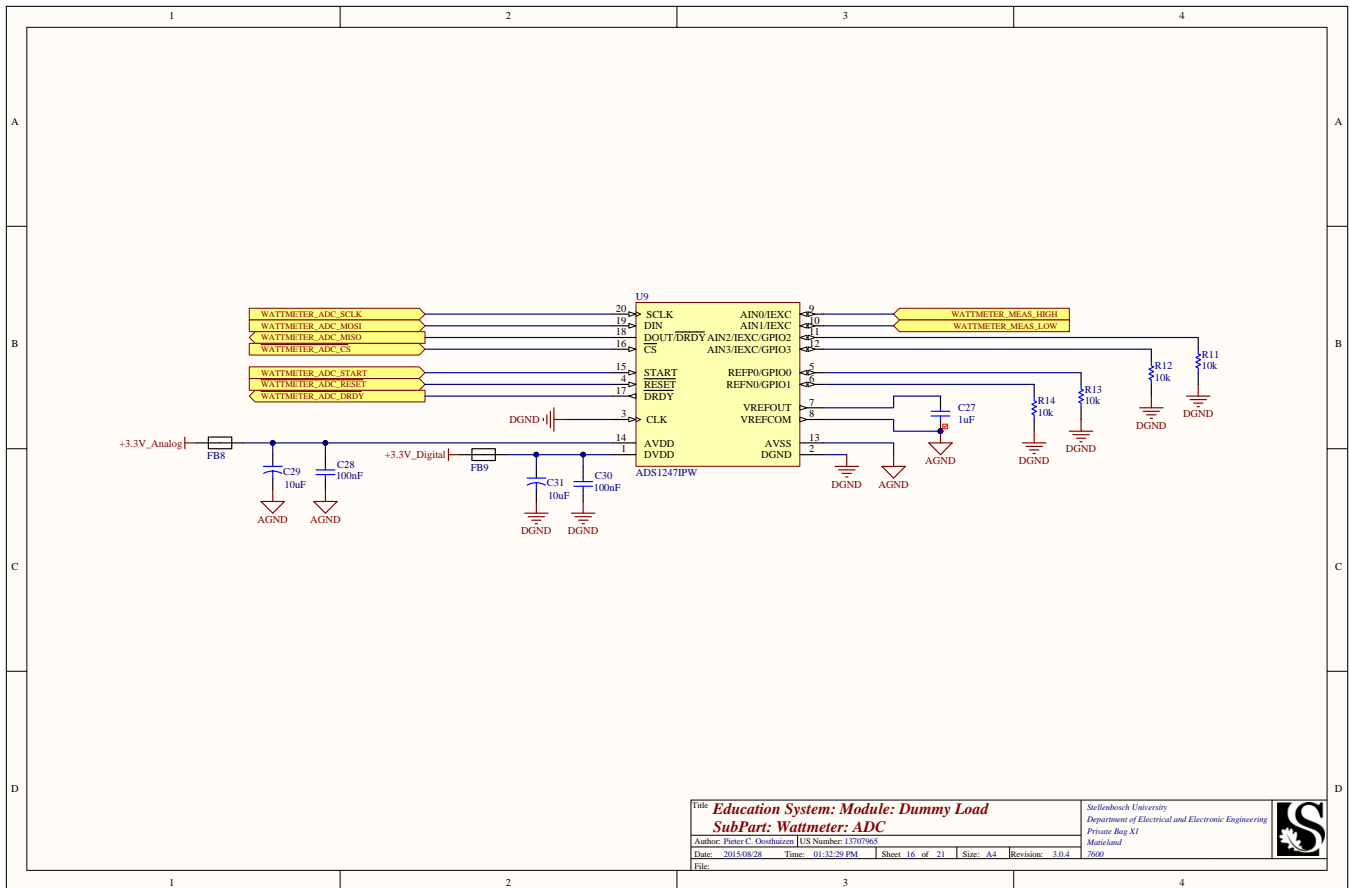 1 2 3 4
A A
U9
WATTMETER_ADC_SCLK 20 SCLK AIN0/IEXC 9 WATTMETER_MEAS_HIGH
WATTMETER_ADC_MOSI 19 DIN AIN1/IEXC 10 WATTMETER_MEAS_LOW
WATTMETER_ADC_MISO 18 DOUT/DRDY AIN2/IEXC/GPIO2 11
B B
WATTMETER_ADC_CS 16 CS AIN3/IEXC/GPIO3 12
R11
10k
R12
10k
WATTMETER_ADC_START 15 START REFP0/GPIO0 5
WATTMETER_ADC_RESET 4 RESET REFN0/GPIO1 6
WATTMETER_ADC_DRDY 17 DRDY
R13
10k
R14
10k
VREFOUT 7
C27
1uF
DGND 3 CLK VREFCOM 8
DGND
DGND
+3.3V_Analog FB8 14 AVDD AVSS 13
DGND
DGND
+3.3V_Digital FB9 1 DVDD DGND 2
AGND
ADS1247IPW
C29
10uF
C28
100nF
C31
10uF
C30
100nF
DGND
AGND
AGND
AGND
DGND
DGND
C C
D D
Title Education System: Module: Dummy Load
SubPart: Wattmeter: ADC
Author: Pieter C. Oosthuizen US Number: 13707965
Date: 2015/08/28 Time: 01:32:29 PM Sheet 16 of 21 Size: A4 Revision: 3.0.4
File:
Stellenbosch University
Department of Electrical and Electronic Engineering
Private Bag X1
Matieland
7600
S
1 2 3 4